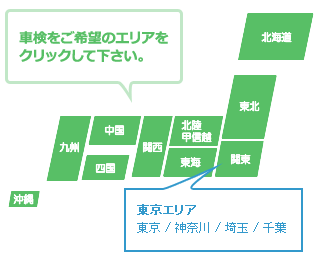 車検をご希望のエリアを
クリックして下さい。
北海道
東北
北陸
甲信越
中国
九州
関西
四国
東海
関東
沖縄
東京エリア
東京 / 神奈川 / 埼玉 / 千葉